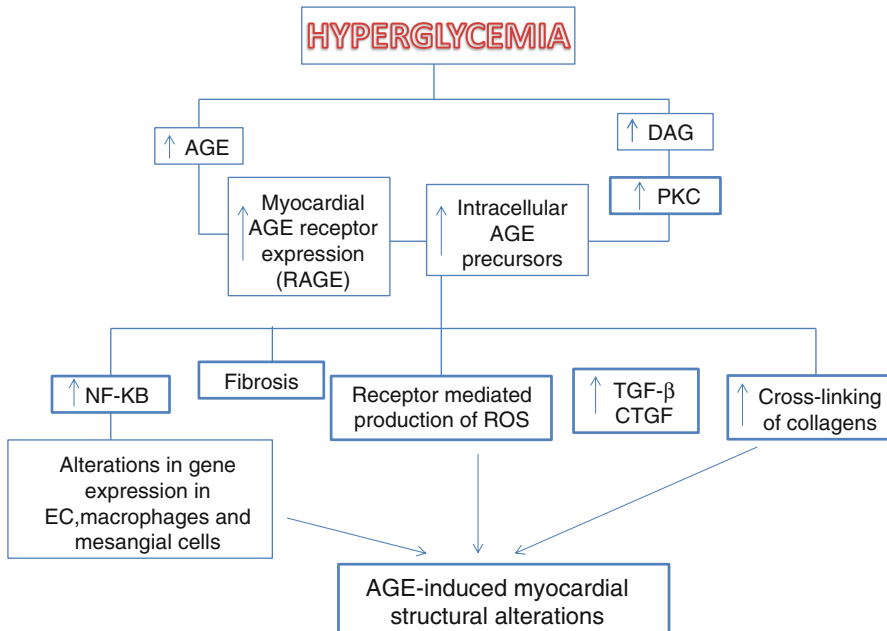 HYPERGLYCEMIA
↑ AGE
↑ DAG
↑ PKC
↑ Myocardial
AGE receptor
expression
(RAGE)
↑ Intracellular
AGE
precursors
↑ NF-KB
Fibrosis
Receptor mediated
production of ROS
↑ TGF-β
CTGF
↑ Cross-linking
of collagens
Alterations in gene
expression in
EC,macrophages and
mesangial cells
AGE-induced myocardial
structural alterations